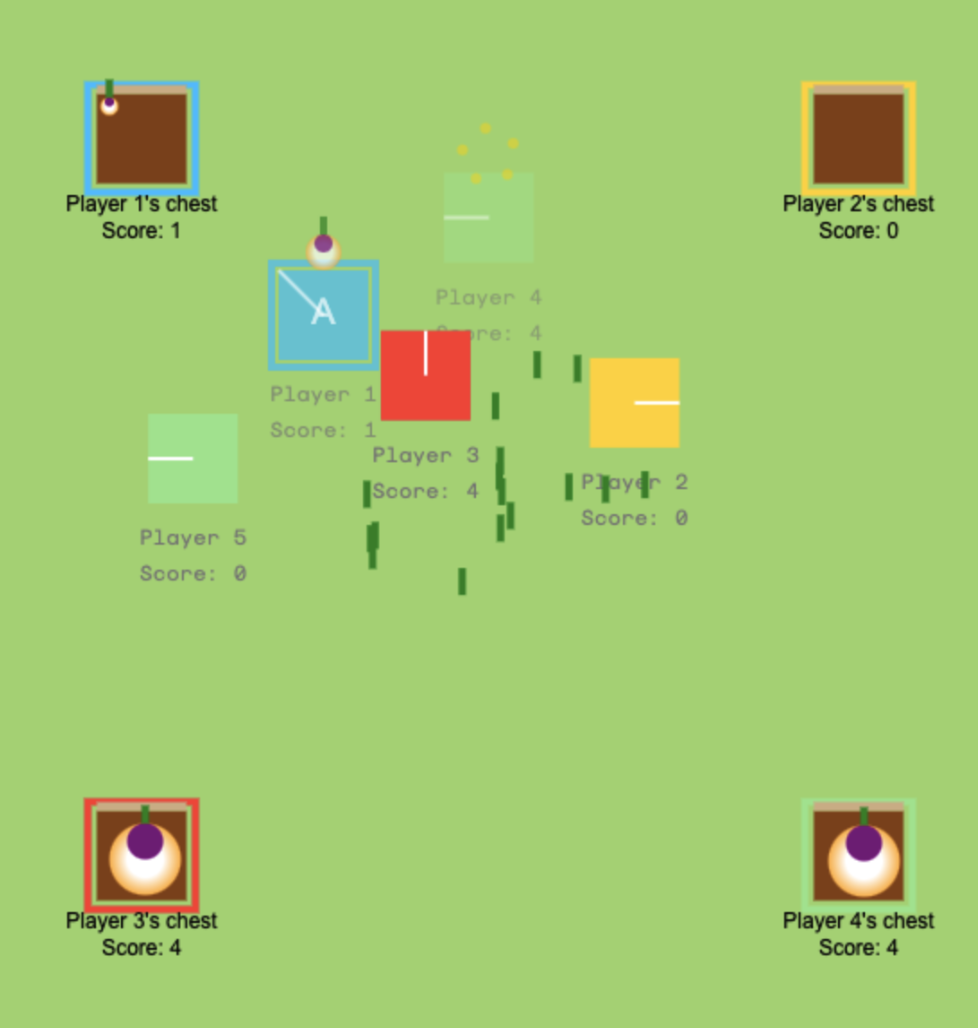 Player 1's chest
Score: 1
Player 2's chest
Score: 0
Player 4
Score: 4
A
Player 1
Score: 1
Player 3
Score: 4
Player 2
Score: 0
Player 5
Score: 0
Player 3's chest
Score: 4
Player 4's chest
Score: 4